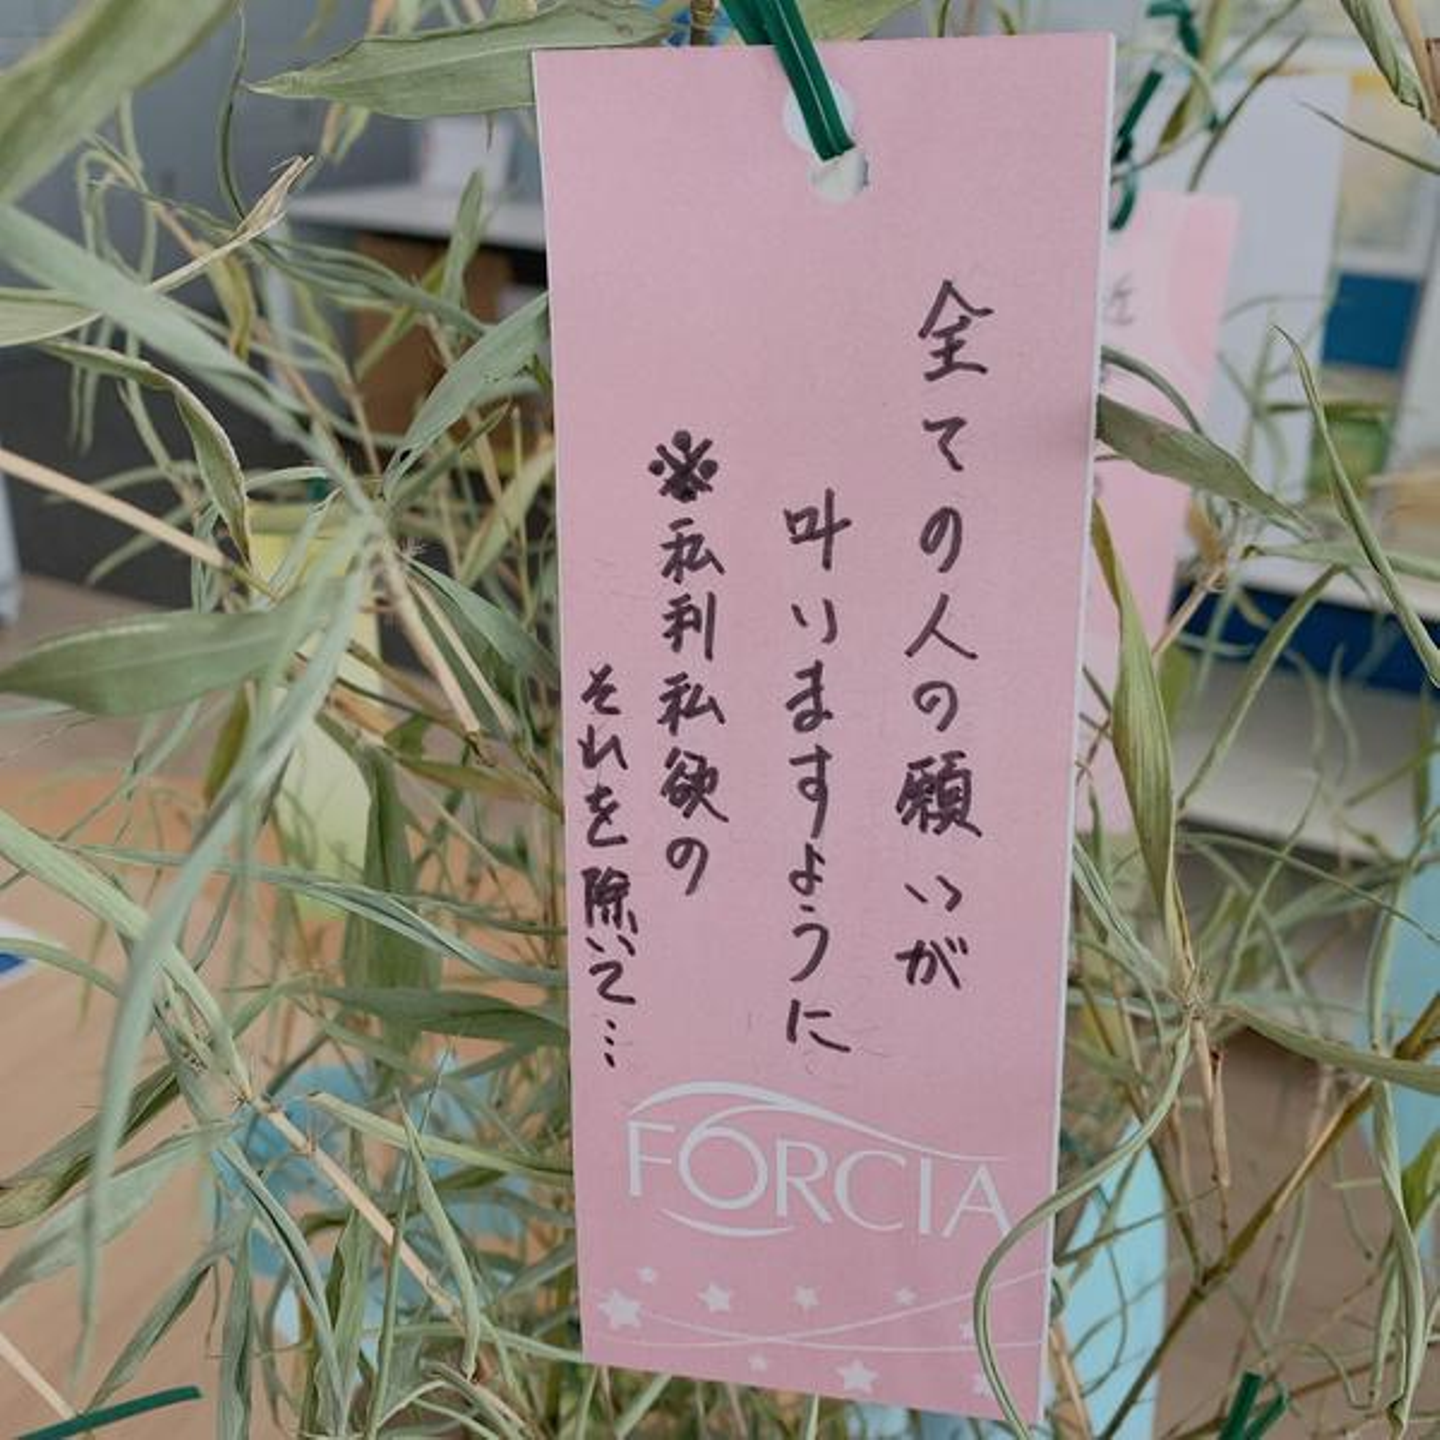 全ての人の願いが
叶いますように
※私利私欲の
それを除いて…
FORCIA